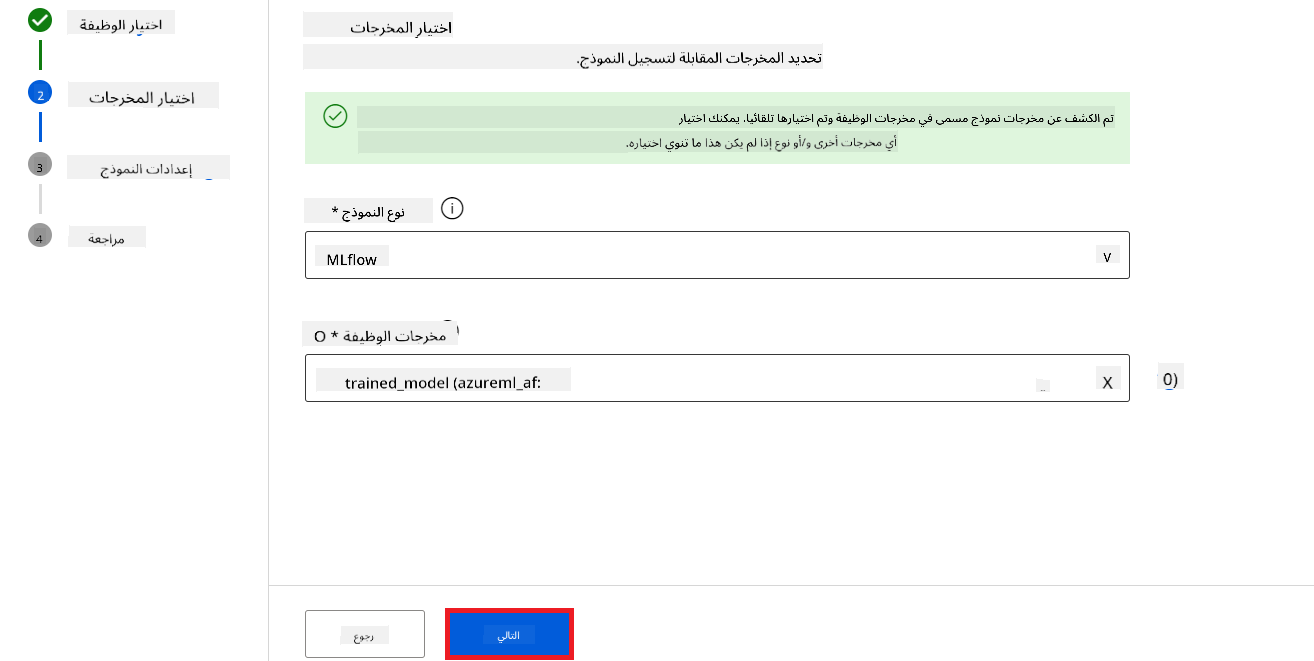 اختيار الوظيفة
2
اختيار المخرجات
3
إعدادات النموذج
4
مراجعة
اختيار المخرجات
تحديد المخرجات المقابلة لتسجيل النموذج.
تم الكشف عن مخرجات نموذج مسمى في مخرجات الوظيفة وتم اختيارها تلقائيا. يمكنك اختيار
أي مخرجات أخرى و/أو نوع إذا لم يكن هذا ما تنوي اختياره.
نوع النموذج *
MLflow
v
مخرجات الوظيفة * O
trained_model (azureml_af:
..
X
0)
رجوع
التالي